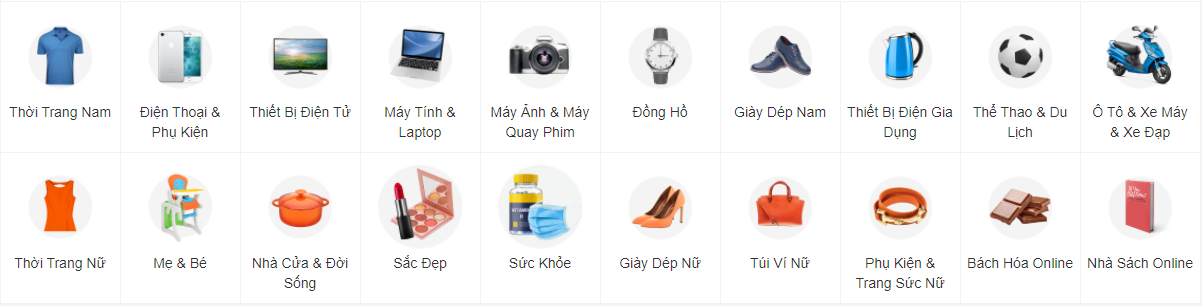 Thời Trang Nam
Điện Thoại &
Phụ Kiện
Thiết Bị Điện Tử
Máy Tính &
Laptop
Máy Ảnh & Máy
Quay Phim
Đồng Hồ
Giày Dép Nam
Thiết Bị Điện Gia
Dụng
Thể Thao & Du
Lịch
Ô Tô & Xe Máy
& Xe Đạp
Thời Trang Nữ
Mẹ & Bé
Nhà Cửa & Đời
Sống
Sắc Đẹp
VITAMIN
Sức Khỏe
Giày Dép Nữ
Túi Ví Nữ
Phụ Kiện &
Trang Sức Nữ
Bách Hóa Online
Nhà Sách Online